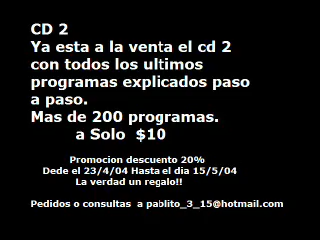 CD 2
Ya esta a la venta el cd 2
con todos los ultimos
programas explicados paso
a paso.
Mas de 200 programas.
a Solo $10
Promocion descuento 20%
Dede el 23/4/04 Hasta el dia 15/5/04
La verdad un regalo!!
Pedidos o consultas a pablito_3_15@hotmail.com